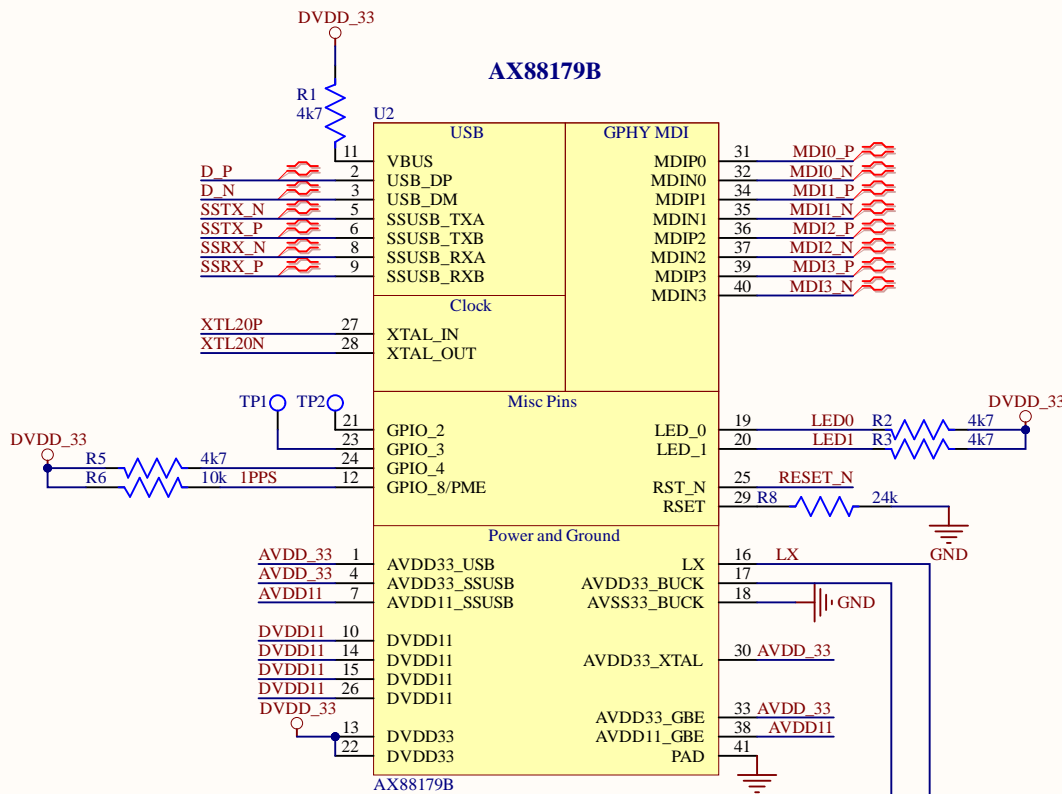 DVDD_33
AX88179B
R1
4k7
U2
USB
GPHY MDI
11 VBUS
D_P 2 USB_DP
D_N 3 USB_DM
SSTX_N 5 SSUSB_TXA
SSTX_P 6 SSUSB_TXB
SSRX_N 8 SSUSB_RXA
SSRX_P 9 SSUSB_RXB
MDIP0 31 MDI0_P
MDIN0 32 MDI0_N
MDIP1 34 MDI1_P
MDIN1 35 MDI1_N
MDIP2 36 MDI2_P
MDIN2 37 MDI2_N
MDIP3 39 MDI3_P
MDIN3 40 MDI3_N
Clock
XTL20P 27 XTAL_IN
XTL20N 28 XTAL_OUT
Misc Pins
TP1 TP2
21 GPIO_2
23 GPIO_3
DVDD_33
R5 4k7 24 GPIO_4
R6 10k 1PPS 12 GPIO_8/PME
DVDD_33
LED_0 19 LED0 R2 4k7
LED_1 20 LED1 R3 4k7
RST_N 25 RESET_N
RSET 29 R8 24k
GND
Power and Ground
AVDD_33 1 AVDD33_USB
AVDD_33 4 AVDD33_SSUSB
AVDD11 7 AVDD11_SSUSB
DVDD11 10 DVDD11
DVDD11 14 DVDD11
DVDD11 15 DVDD11
DVDD11 26 DVDD11
DVDD_33
13 DVDD33
22 DVDD33
LX 16 LX
AVDD33_BUCK 17
AVSS33_BUCK 18 GND
AVDD33_XTAL 30 AVDD_33
AVDD33_GBE 33 AVDD_33
AVDD11_GBE 38 AVDD11
PAD 41
AX88179B